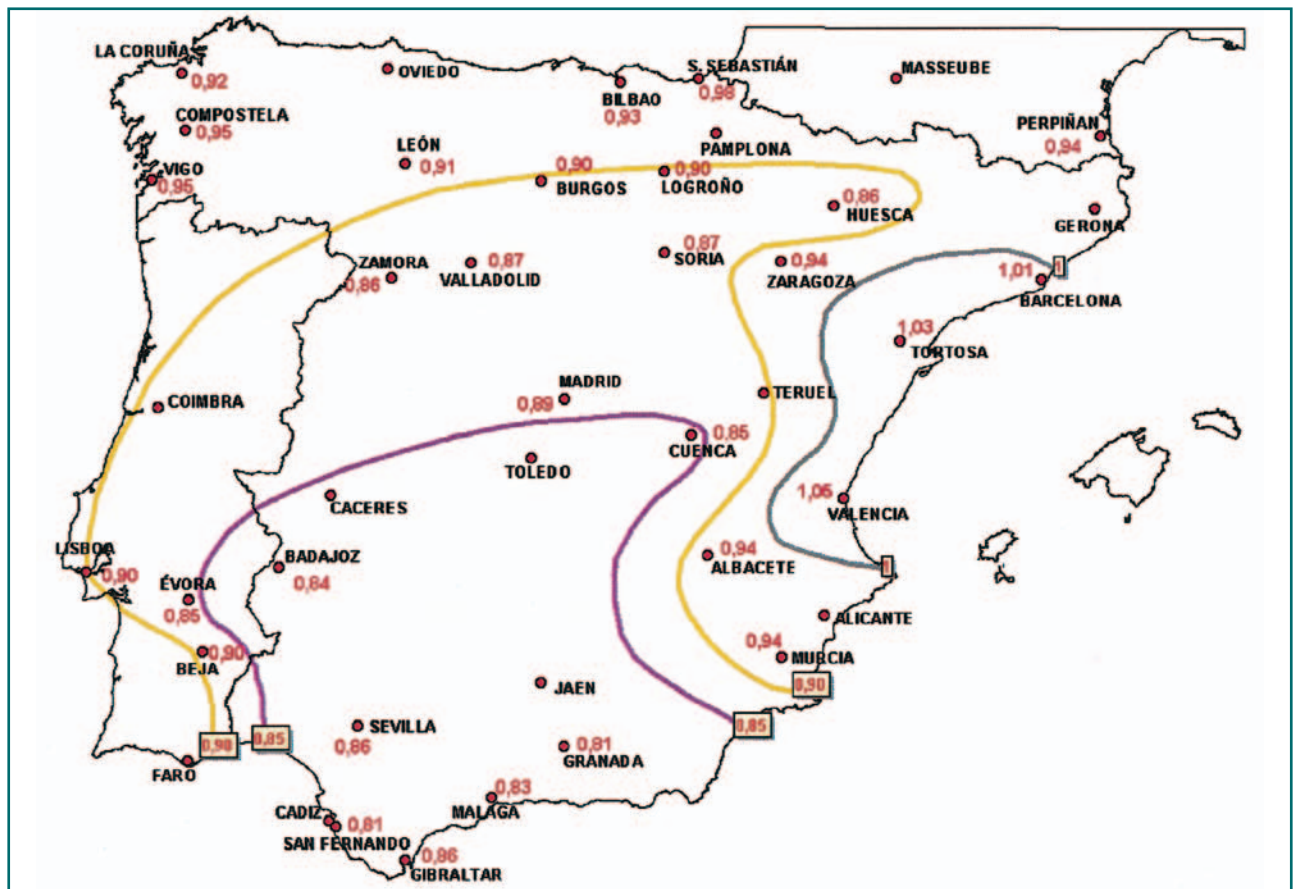 LA CORUÑA
0,92
OVIEDO
S. SEBASTIÁN
0,98
MASSEUBE
BILBAO
0,93
COMPOSTELA
0,95
PERPIÑAN
0,94
LEÓN
0,91
PAMPLONA
VIGO
0,95
0,90
BURGOS
0,90
LOGROÑO
0,86
HUESCA
GERONA
ZAMORA
0,86
0,87
VALLADOLID
0,87
SORIA
0,94
ZARAGOZA
1
1,01
BARCELONA
1,03
TORTOSA
COIMBRA
MADRID
0,89
TERUEL
0,85
CUENCA
TOLEDO
CACERES
1,05
VALENCIA
LISBOA
0,90
BADAJOZ
0,84
0,94
ALBACETE
1
ÉVORA
0,85
ALICANTE
0,90
BEJA
0,94
MURCIA
JAEN
0,90
0,85
SEVILLA
0,86
0,90
0,85
0,81
GRANADA
FARO
0,83
MALAGA
CADIZ
0,81
SAN FERNANDO
0,86
GIBRALTAR